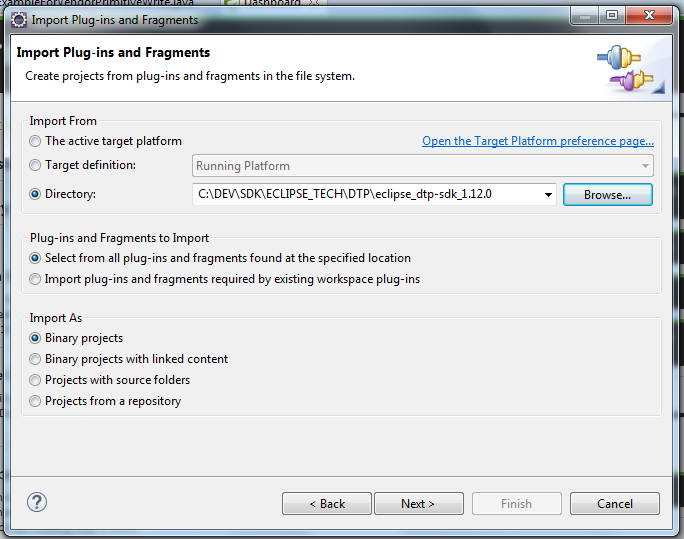 ExampleForVendorPrimitiveWrite.java
Dashboard
Import Plug-ins and Fragments
Import Plug-ins and Fragments
Create projects from plug-ins and fragments in the file system.
Import From
The active target platform
Open the Target Platform preference page...
Target definition:
Running Platform
Directory:
C:\DEV\SDK\ECLIPSE_TECH\DTP\eclipse_dtp-sdk_1.12.0
Browse...
Plug-ins and Fragments to Import
Select from all plug-ins and fragments found at the specified location
Import plug-ins and fragments required by existing workspace plug-ins
Import As
Binary projects
Binary projects with linked content
Projects with source folders
Projects from a repository
?
< Back
Next >
Finish
Cancel